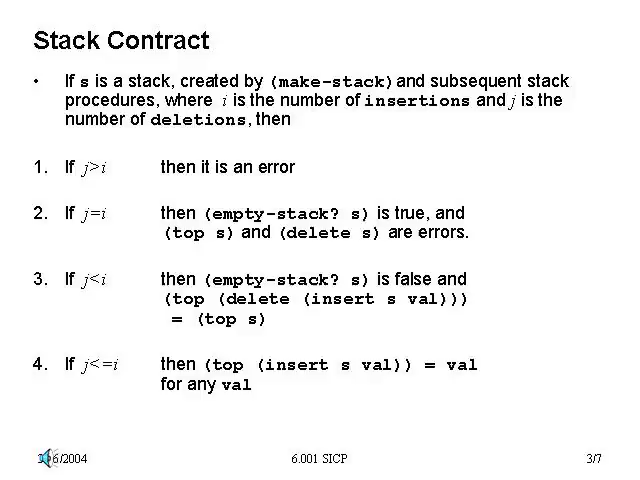 Stack Contract
• If s is a stack, created by (make-stack)and subsequent stack
procedures, where i is the number of insertions and j is the
number of deletions, then
1. If j>i then it is an error
2. If j=i then (empty-stack? s) is true, and
(top s) and (delete s) are errors.
3. If j<i then (empty-stack? s) is false and
(top (delete (insert s val)))
= (top s)
4. If j<=i then (top (insert s val)) = val
for any val
6/2004 6.001 SICP 3/7